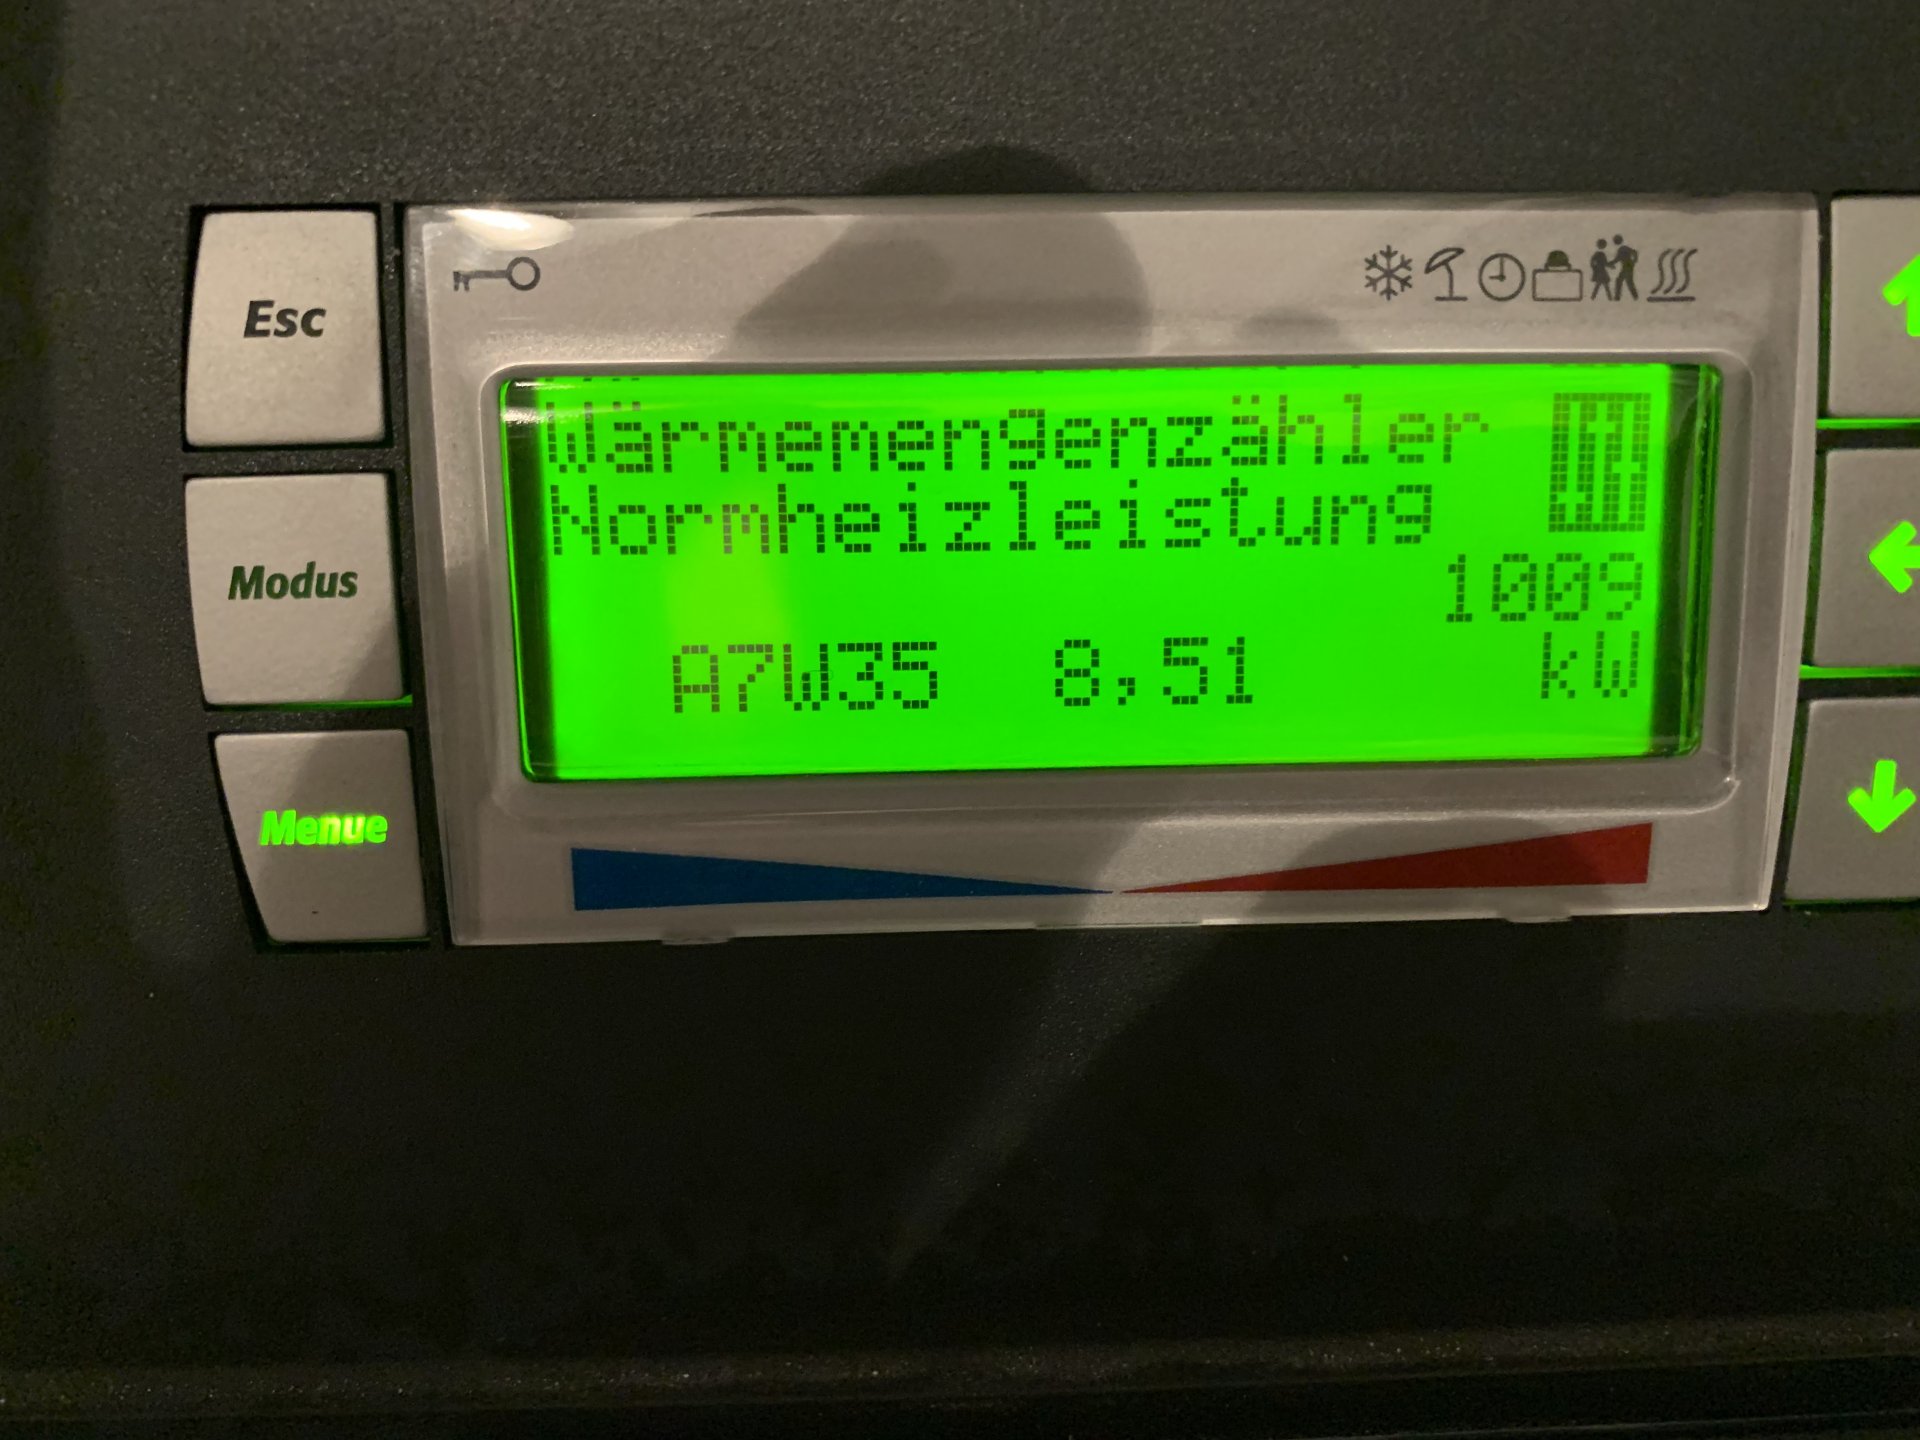 Esc
Modus
Menue
Wärmemengenzähler
Normheizleistung
1009
A7W35 8,51 kW